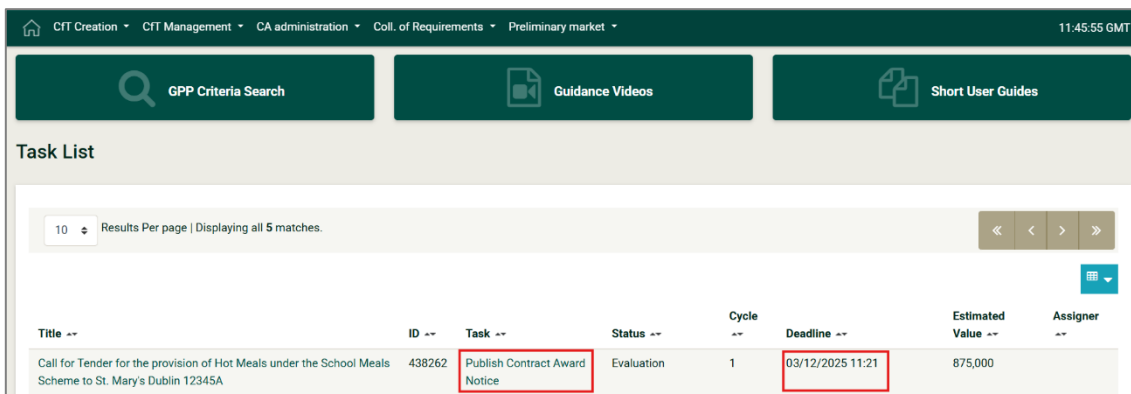 CfT Creation CfT Management CA administration Coll. of Requirements Preliminary market 11:45:55 GMT
GPP Criteria Search Guidance Videos Short User Guides
Task List
10 Results Per page | Displaying all 5 matches.
« < > »
Cycle Estimated Assigner
Title ID Task Status Deadline Value
Call for Tender for the provision of Hot Meals under the School Meals 438262 Publish Contract Award Evaluation 1 03/12/2025 11:21 875,000
Scheme to St. Mary's Dublin 12345A Notice